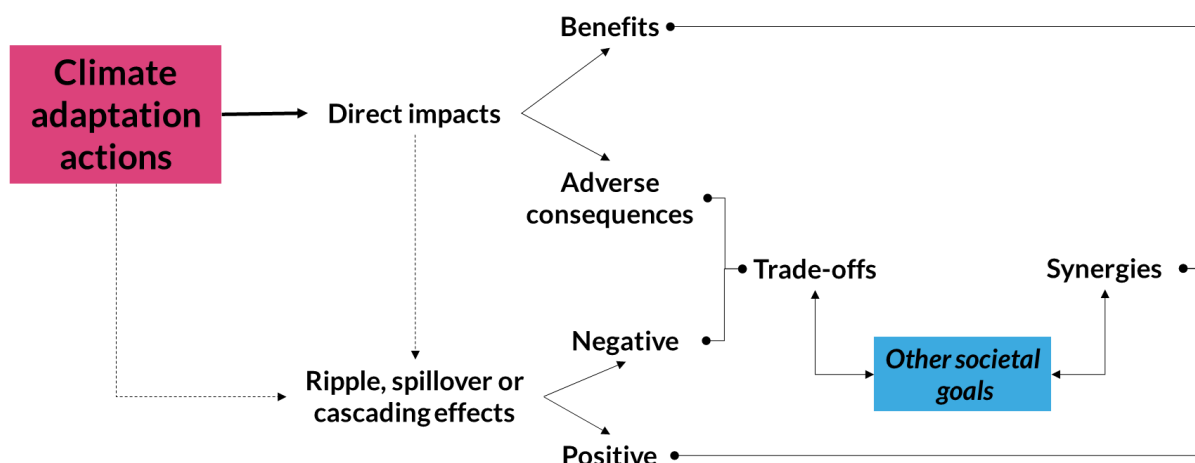 Benefits
Climate
adaptation
actions
Direct impacts
Adverse
consequences
Trade-offs
Synergies
Negative
Other societal
goals
Ripple, spillover or
cascading effects
Positive